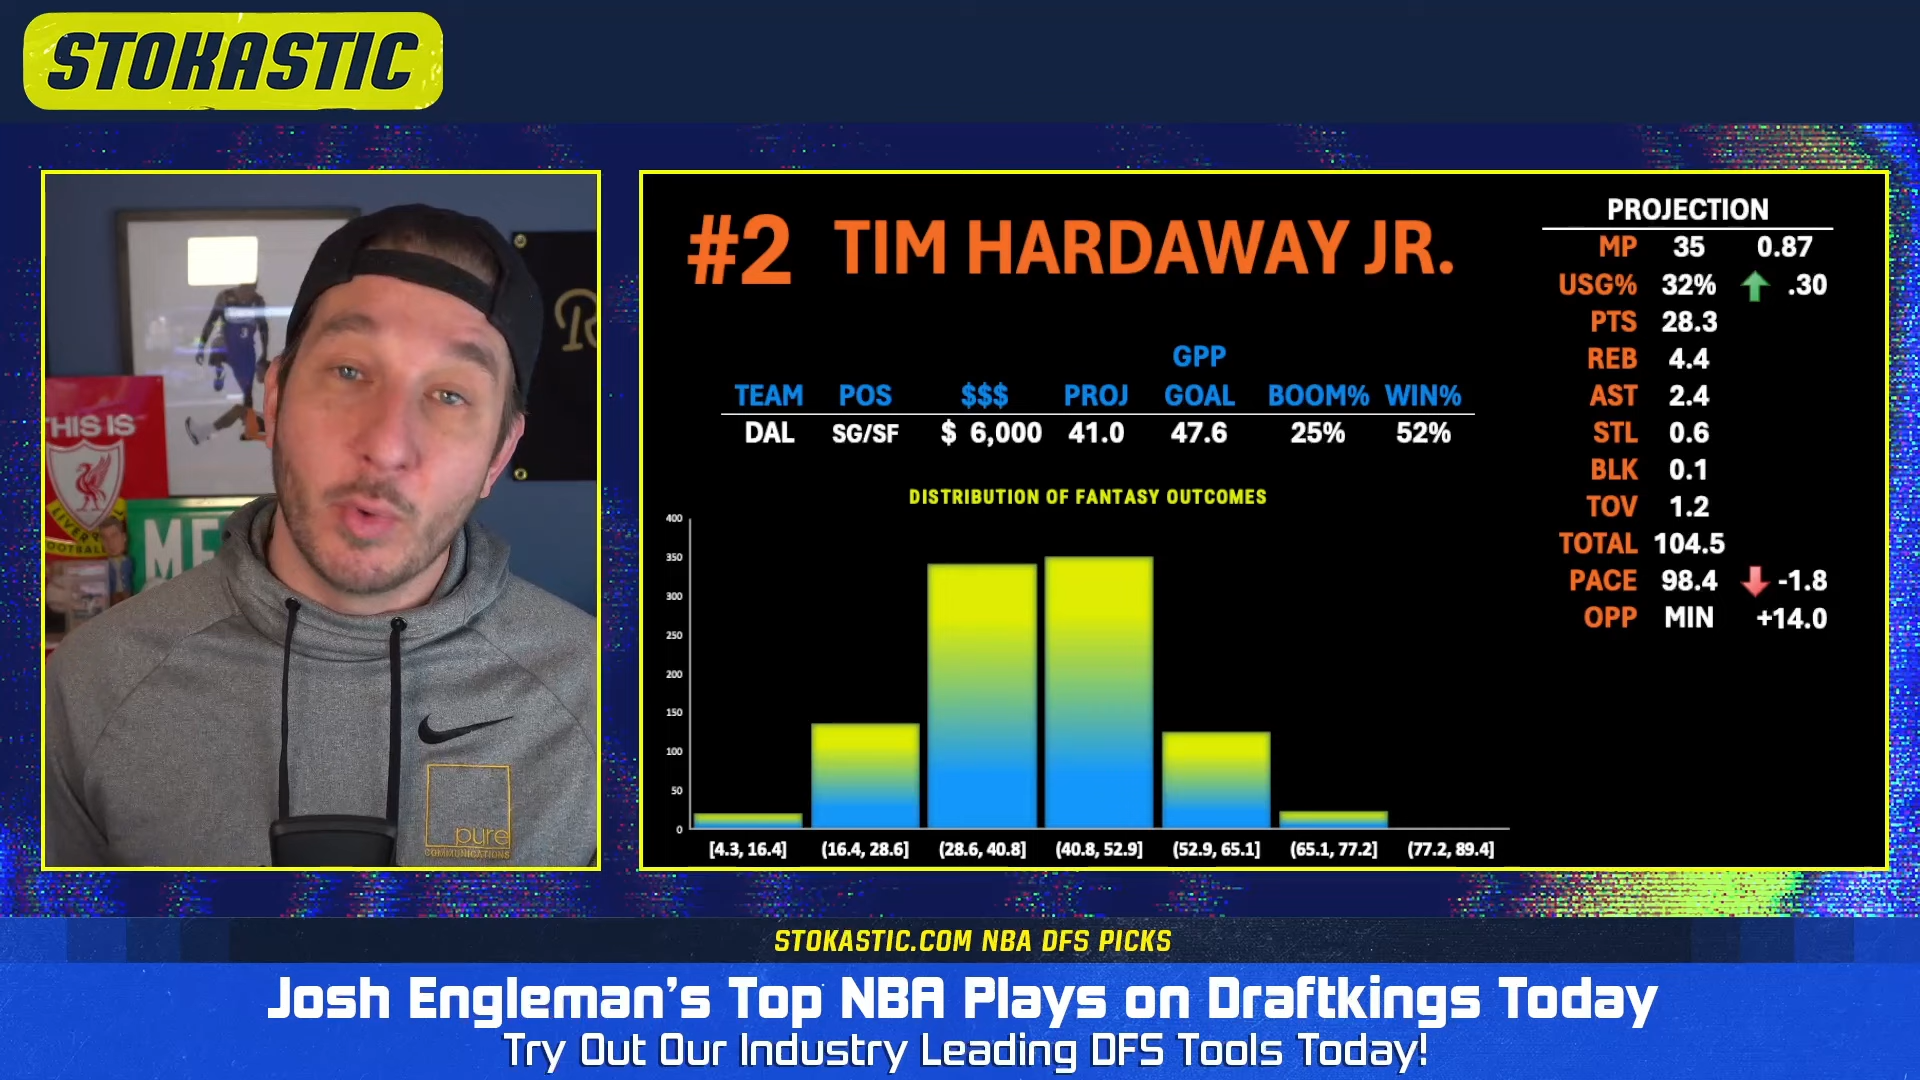 STOKASTIC
THIS IS
LIVERP
FOOTBALL
ME
R
3
pure
COMMUNICATIONS
#2 TIM HARDAWAY JR.
GPP
TEAM POS $$$ PROJ GOAL BOOM% WIN%
DAL SG/SF $ 6,000 41.0 47.6 25% 52%
DISTRIBUTION OF FANTASY OUTCOMES
400
350
300
250
200
150
100
50
0
[4.3, 16.4] (16.4, 28.6] (28.6, 40.8] (40.8, 52.9] (52.9, 65.1] (65.1, 77.2] (77.2, 89.4]
PROJECTION
MP 35 0.87
USG% 32% .30
PTS 28.3
REB 4.4
AST 2.4
STL 0.6
BLK 0.1
TOV 1.2
TOTAL 104.5
PACE 98.4 -1.8
OPP MIN +14.0
STOKASTIC.COM NBA DFS PICKS
Josh Engleman's Top NBA Plays on Draftkings Today
Try Out Our Industry Leading DFS Tools Today!